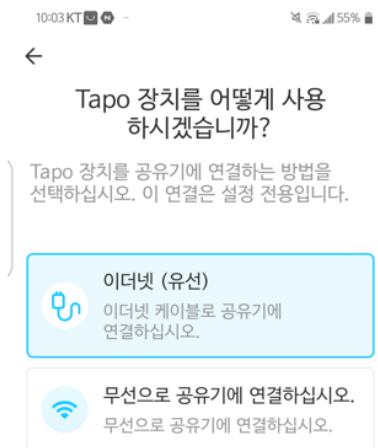 10:03 KT
55%
Tapo 장치를 어떻게 사용
하시겠습니까?
Tapo 장치를 공유기에 연결하는 방법을
선택하십시오. 이 연결은 설정 전용입니다.
이더넷 (유선)
이더넷 케이블로 공유기에
연결하십시오.
무선으로 공유기에 연결하십시오.
무선으로 공유기에 연결하십시오.